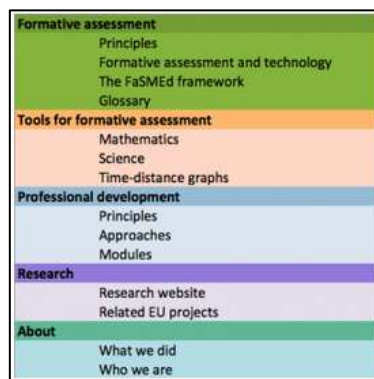 Formative assessment
Principles
Formative assessment and technology
The FaSMEd framework
Glossary
Tools for formative assessment
Mathematics
Science
Time-distance graphs
Professional development
Principles
Approaches
Modules
Research
Research website
Related EU projects
About
What we did
Who we are